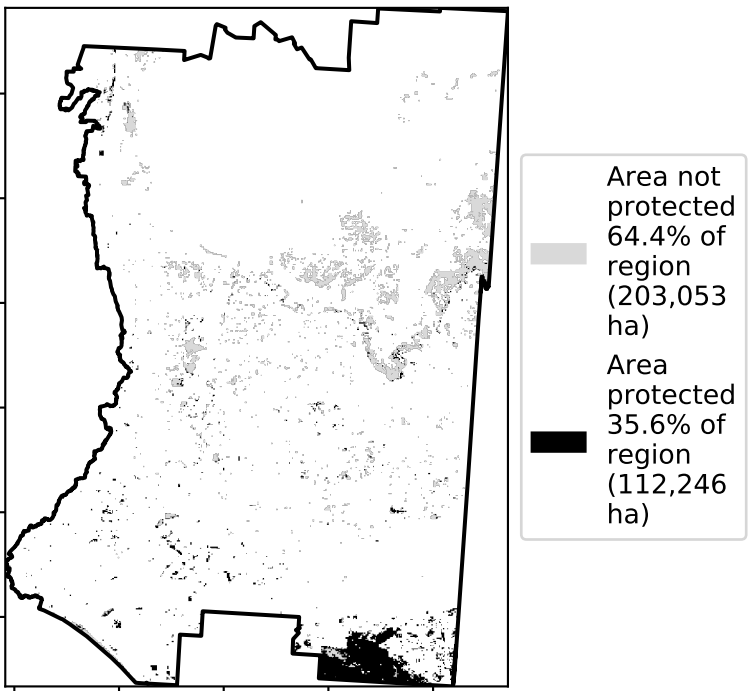 Area not
protected
64.4% of
region
(203,053
ha)
Area
protected
35.6% of
region
(112,246
ha)